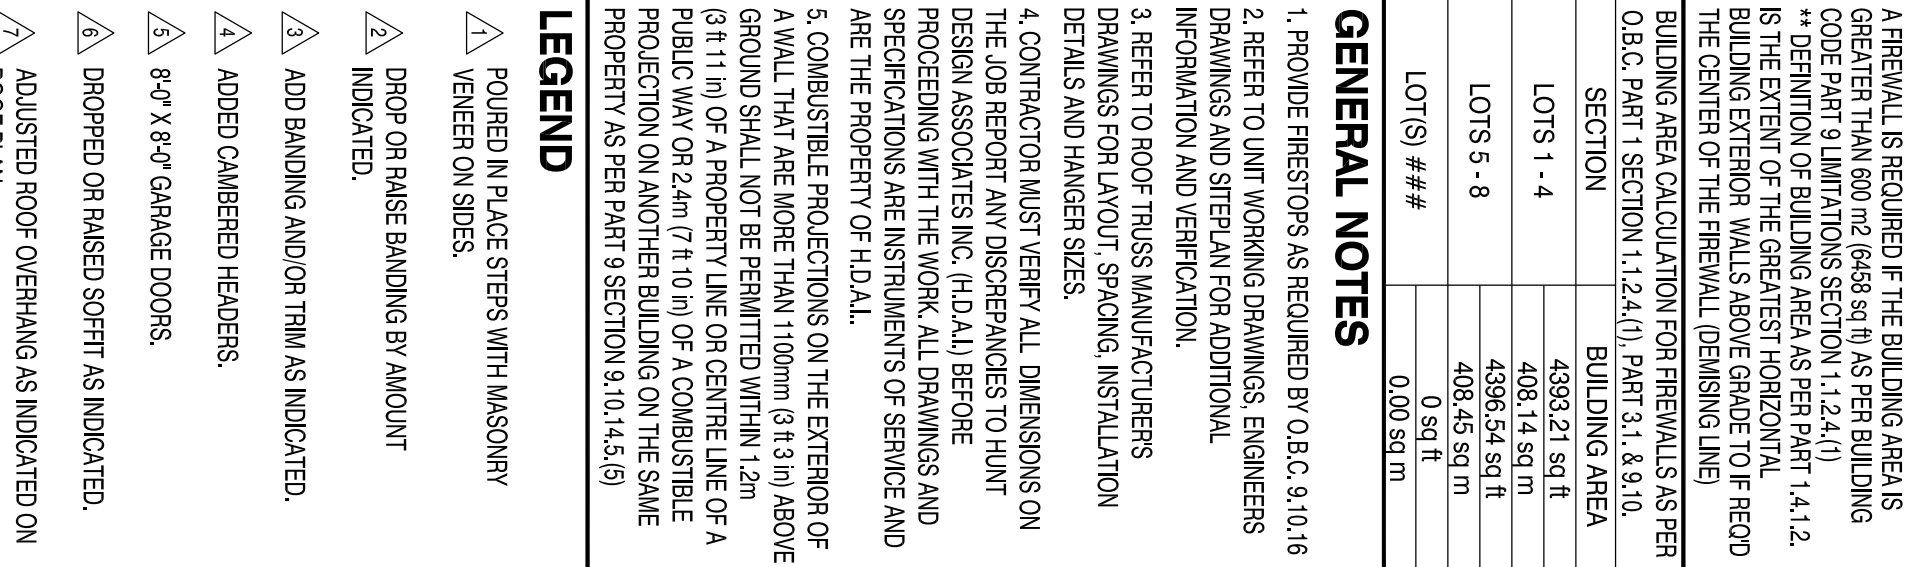 A FIREWALL IS REQUIRED IF THE BUILDING AREA IS
GREATER THAN 600 m2 (6458 sq ft) AS PER BUILDING
CODE PART 9 LIMITATIONS SECTION 1.1.2.4.(1)
** DEFINITION OF BUILDING AREA AS PER PART 1.4.1.2.
IS THE EXTENT OF THE GREATEST HORIZONTAL
BUILDING EXTERIOR WALLS ABOVE GRADE TO IF REQ'D
THE CENTER OF THE FIREWALL (DEMISING LINE)
BUILDING AREA CALCULATION FOR FIREWALLS AS PER
O.B.C. PART 1 SECTION 1.1.2.4.(1), PART 3.1. & 9.10.
SECTION BUILDING AREA
LOTS 1 - 4 4393.21 sq ft
408.14 sq m
LOTS 5 - 8 4396.54 sq ft
408.45 sq m
LOT(S) ### 0 sq ft
0.00 sq m
GENERAL NOTES
1. PROVIDE FIRESTOPS AS REQUIRED BY O.B.C. 9.10.16
2. REFER TO UNIT WORKING DRAWINGS, ENGINEERS
DRAWINGS AND SITEPLAN FOR ADDITIONAL
INFORMATION AND VERIFICATION.
3. REFER TO ROOF TRUSS MANUFACTURER'S
DRAWINGS FOR LAYOUT, SPACING, INSTALLATION
DETAILS AND HANGER SIZES.
4. CONTRACTOR MUST VERIFY ALL DIMENSIONS ON
THE JOB REPORT ANY DISCREPANCIES TO HUNT
DESIGN ASSOCIATES INC. (H.D.A.I.) BEFORE
PROCEEDING WITH THE WORK. ALL DRAWINGS AND
SPECIFICATIONS ARE INSTRUMENTS OF SERVICE AND
ARE THE PROPERTY OF H.D.A.I..
5. COMBUSTIBLE PROJECTIONS ON THE EXTERIOR OF
A WALL THAT ARE MORE THAN 1100mm (3 ft 3 in) ABOVE
GROUND SHALL NOT BE PERMITTED WITHIN 1.2m
(3 ft 11 in) OF A PROPERTY LINE OR CENTRE LINE OF A
PUBLIC WAY OR 2.4m (7 ft 10 in) OF A COMBUSTIBLE
PROJECTION ON ANOTHER BUILDING ON THE SAME
PROPERTY AS PER PART 9 SECTION 9.10.14.5.(5)
LEGEND
1 POURED IN PLACE STEPS WITH MASONRY
VENEER ON SIDES.
2 DROP OR RAISE BANDING BY AMOUNT
INDICATED.
3 ADD BANDING AND/OR TRIM AS INDICATED.
4 ADDED CAMBERED HEADERS.
5 8'-0" X 8'-0" GARAGE DOORS.
6 DROPPED OR RAISED SOFFIT AS INDICATED.
7 ADJUSTED ROOF OVERHANG AS INDICATED ON